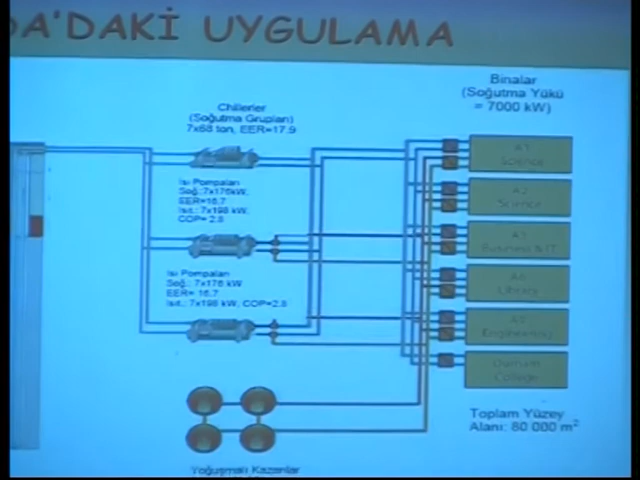 DA'DAKİ UYGULAMA
Binalar
(Soğutma Yükü
= 7000 kW)
Chillerler
(Soğutma Grupları)
7x68 ton, EER=17.9
A1
Science
Isı Pompaları
Soğ.:7x176kW,
EER=16.7
Isıt.: 7x198 kW,
COP= 2.8
A2
Science
A3
Business & IT
Isı Pompaları
Soğ.: 7x176 kW
EER= 16.7
Isıt.: 7x198 kW, COP=2.8
Library
A5
Engineering
Durham
College
Toplam Yüzey
Alanı: 80 000 m²
Yoğuşmalı Kazanlar